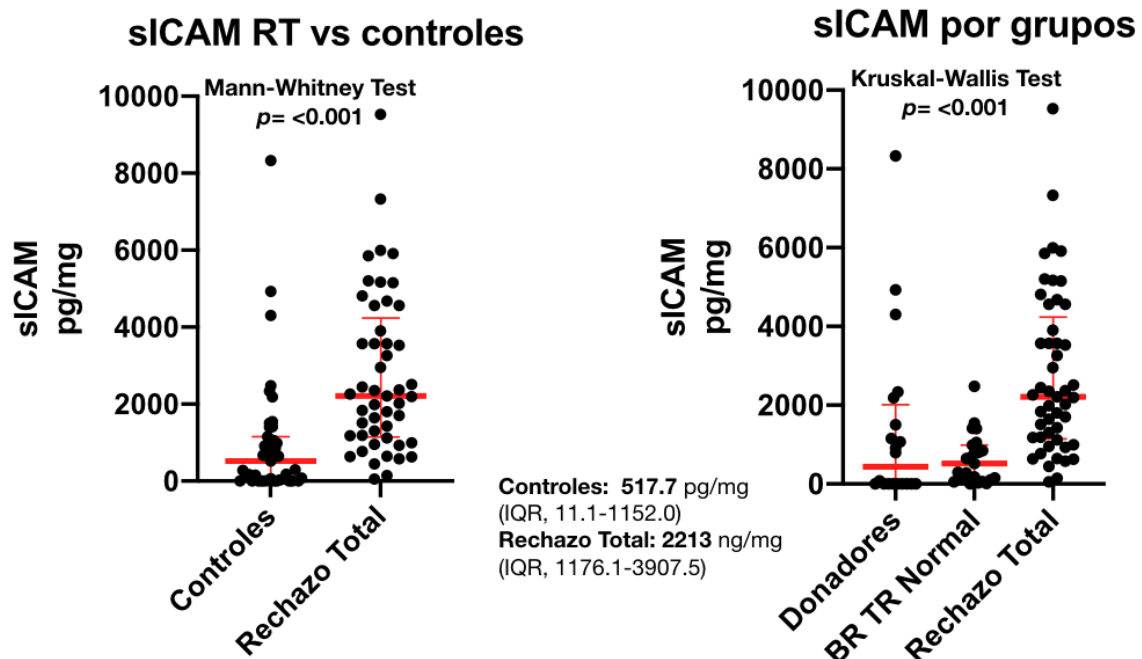 sICAM RT vs controles
Mann-Whitney Test
p= <0.001
sICAM
pg/mg
10000
8000
6000
4000
2000
0
Controles
Rechazo Total
Controles: 517.7 pg/mg
(IQR, 11.1-1152.0)
Rechazo Total: 2213 ng/mg
(IQR, 1176.1-3907.5)
sICAM por grupos
Kruskal-Wallis Test
p= <0.001
sICAM
pg/mg
10000
8000
6000
4000
2000
0
Donadores
BR TR Normal
Rechazo Total